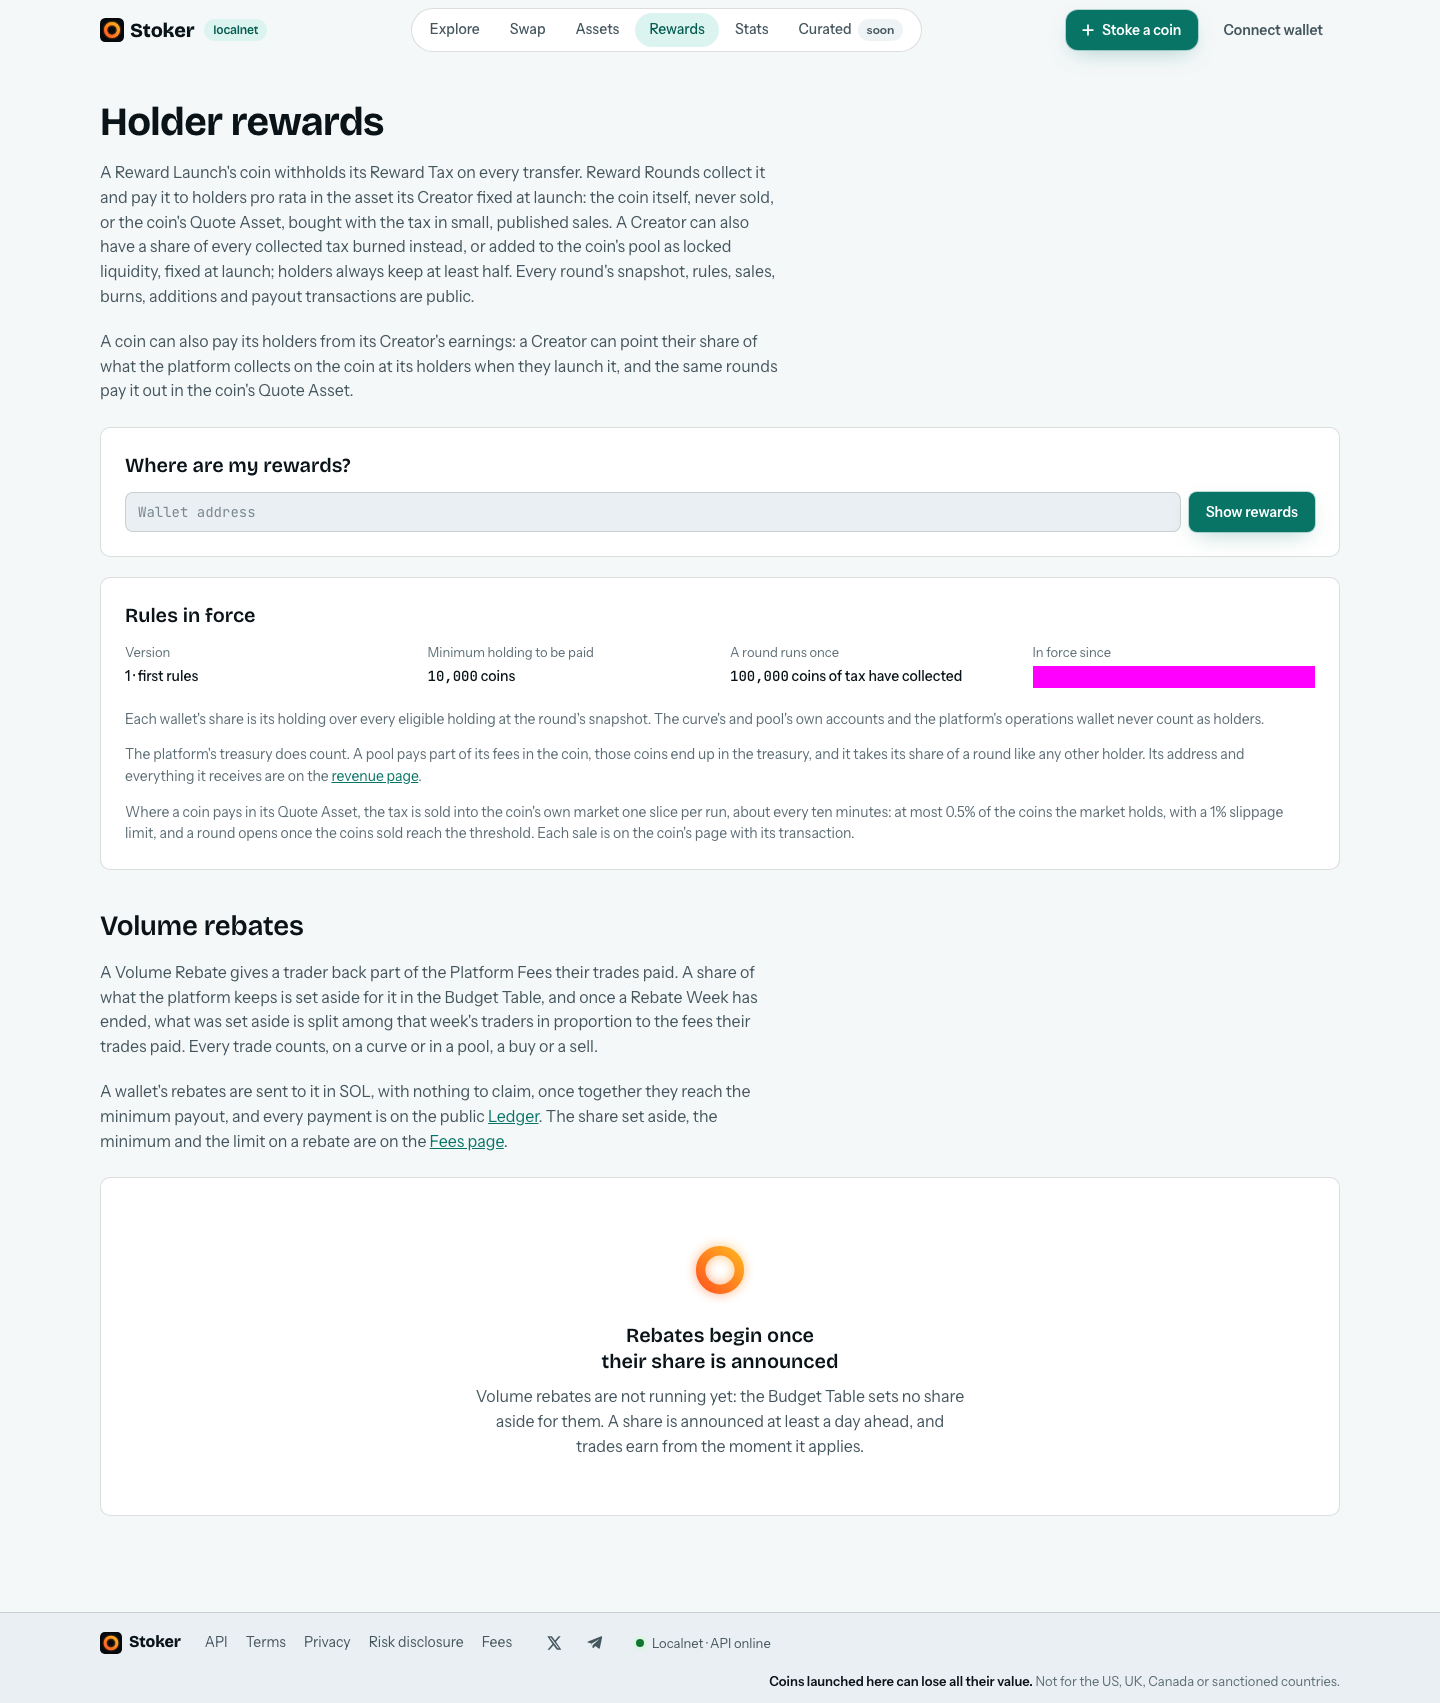 Stoker localnet Explore Swap Assets Rewards Stats Curated soon + Stoke a coin Connect wallet
Holder rewards
A Reward Launch's coin withholds its Reward Tax on every transfer. Reward Rounds collect it
and pay it to holders pro rata in the asset its Creator fixed at launch: the coin itself, never sold,
or the coin's Quote Asset, bought with the tax in small, published sales. A Creator can also
have a share of every collected tax burned instead, or added to the coin's pool as locked
liquidity, fixed at launch; holders always keep at least half. Every round's snapshot, rules, sales,
burns, additions and payout transactions are public.
A coin can also pay its holders from its Creator's earnings: a Creator can point their share of
what the platform collects on the coin at its holders when they launch it, and the same rounds
pay it out in the coin's Quote Asset.
Where are my rewards?
Wallet address Show rewards
Rules in force
Version Minimum holding to be paid A round runs once In force since
1 · first rules 10,000 coins 100,000 coins of tax have collected
Each wallet's share is its holding over every eligible holding at the round's snapshot. The curve's and pool's own accounts and the platform's operations wallet never count as holders.
The platform's treasury does count. A pool pays part of its fees in the coin, those coins end up in the treasury, and it takes its share of a round like any other holder. Its address and
everything it receives are on the revenue page.
Where a coin pays in its Quote Asset, the tax is sold into the coin's own market one slice per run, about every ten minutes: at most 0.5% of the coins the market holds, with a 1% slippage
limit, and a round opens once the coins sold reach the threshold. Each sale is on the coin's page with its transaction.
Volume rebates
A Volume Rebate gives a trader back part of the Platform Fees their trades paid. A share of
what the platform keeps is set aside for it in the Budget Table, and once a Rebate Week has
ended, what was set aside is split among that week's traders in proportion to the fees their
trades paid. Every trade counts, on a curve or in a pool, a buy or a sell.
A wallet's rebates are sent to it in SOL, with nothing to claim, once together they reach the
minimum payout, and every payment is on the public Ledger. The share set aside, the
minimum and the limit on a rebate are on the Fees page.
Rebates begin once
their share is announced
Volume rebates are not running yet: the Budget Table sets no share
aside for them. A share is announced at least a day ahead, and
trades earn from the moment it applies.
Stoker API Terms Privacy Risk disclosure Fees Localnet · API online
Coins launched here can lose all their value. Not for the US, UK, Canada or sanctioned countries.